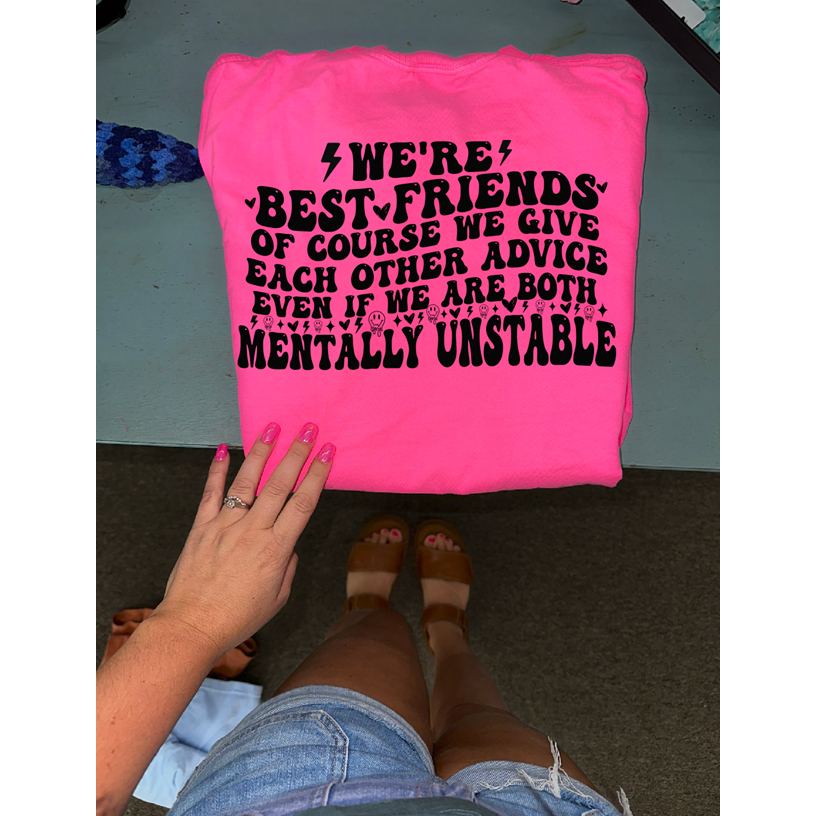 WE'RE
BEST FRIENDS
OF COURSE WE GIVE
EACH OTHER ADVICE
EVEN IF WE ARE BOTH
MENTALLY UNSTABLE